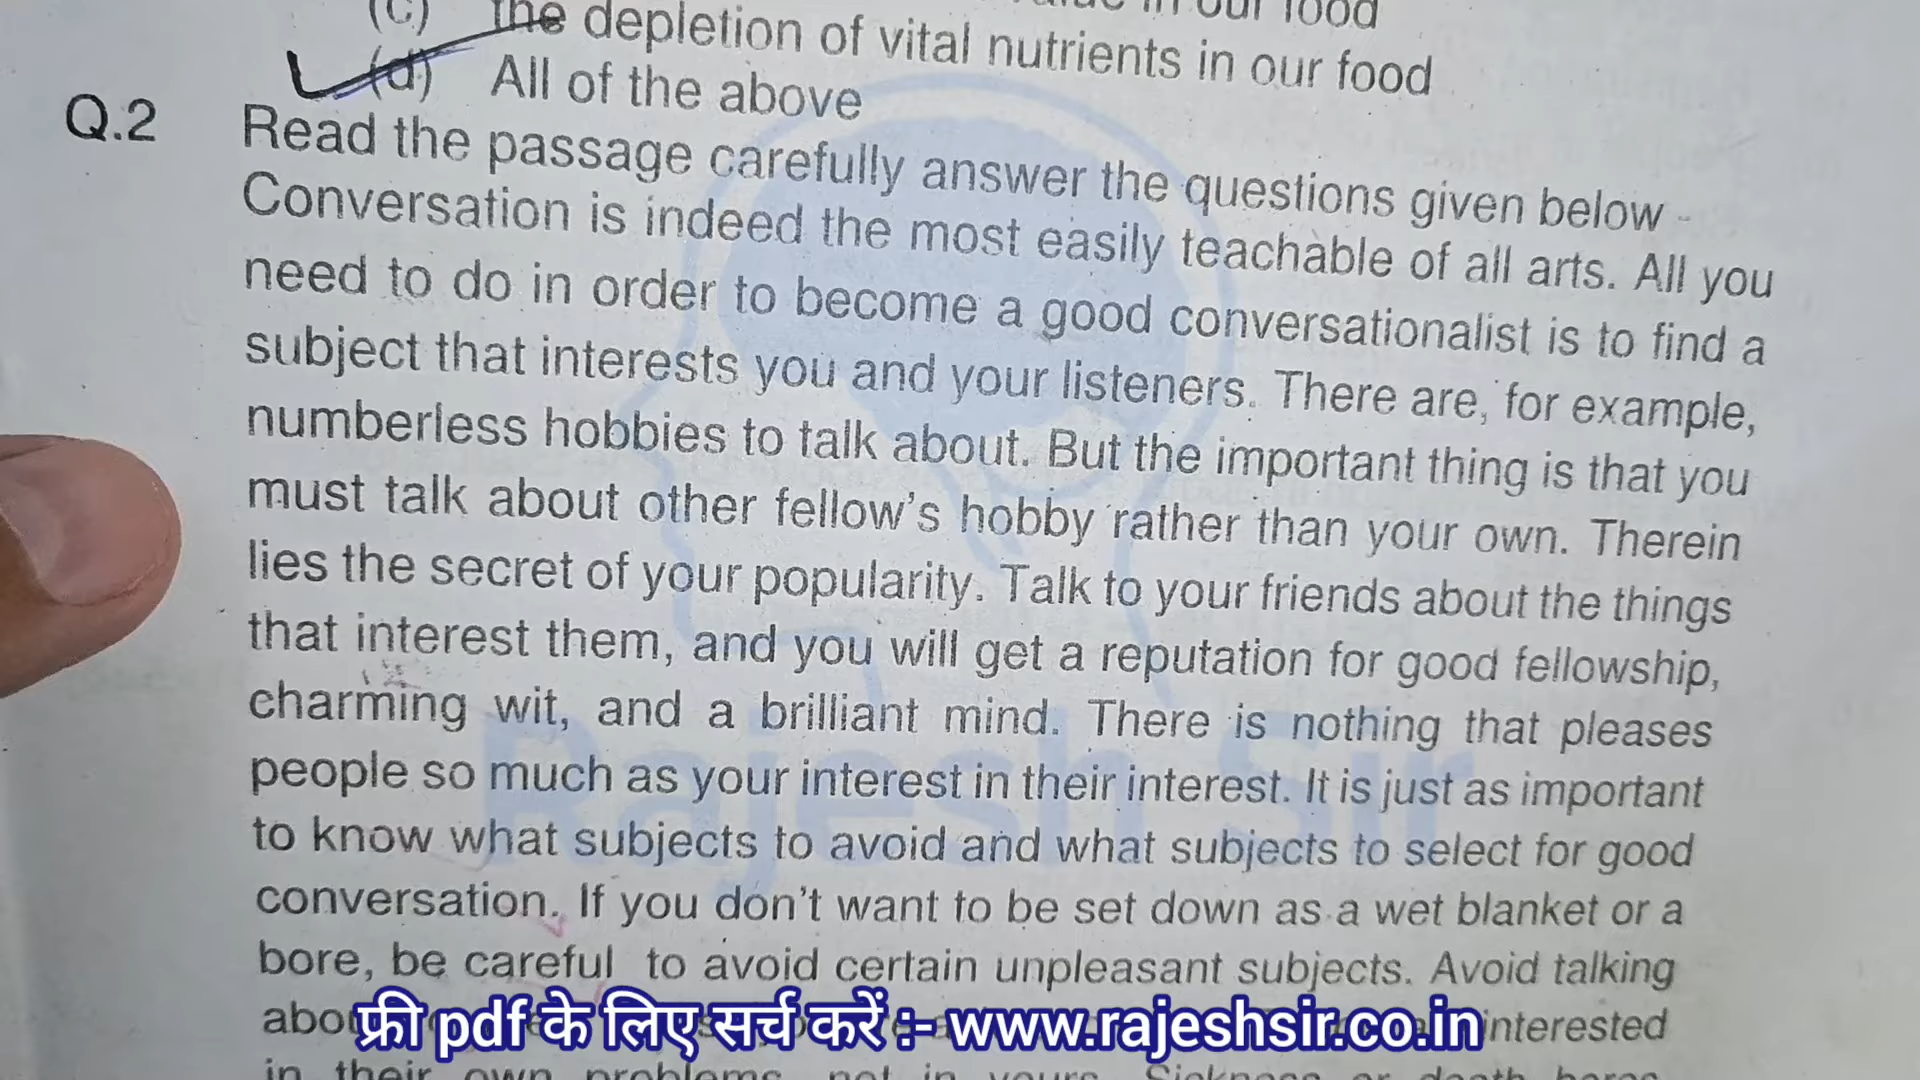 in our food
(c) the depletion of vital nutrients in our food
(d) All of the above
Q.2 Read the passage carefully answer the questions given below -
Conversation is indeed the most easily teachable of all arts. All you
need to do in order to become a good conversationalist is to find a
subject that interests you and your listeners. There are, for example,
numberless hobbies to talk about. But the important thing is that you
must talk about other fellow's hobby rather than your own. Therein
lies the secret of your popularity. Talk to your friends about the things
that interest them, and you will get a reputation for good fellowship,
charming wit, and a brilliant mind. There is nothing that pleases
people so much as your interest in their interest. It is just as important
to know what subjects to avoid and what subjects to select for good
conversation. If you don't want to be set down as a wet blanket or a
bore, be careful to avoid certain unpleasant subjects. Avoid talking
interested
फ्री pdf के लिए सर्च करें :- www.rajeshsir.co.in
in their own problems, not in yours. Sickness or death bores
Rajesh Sir